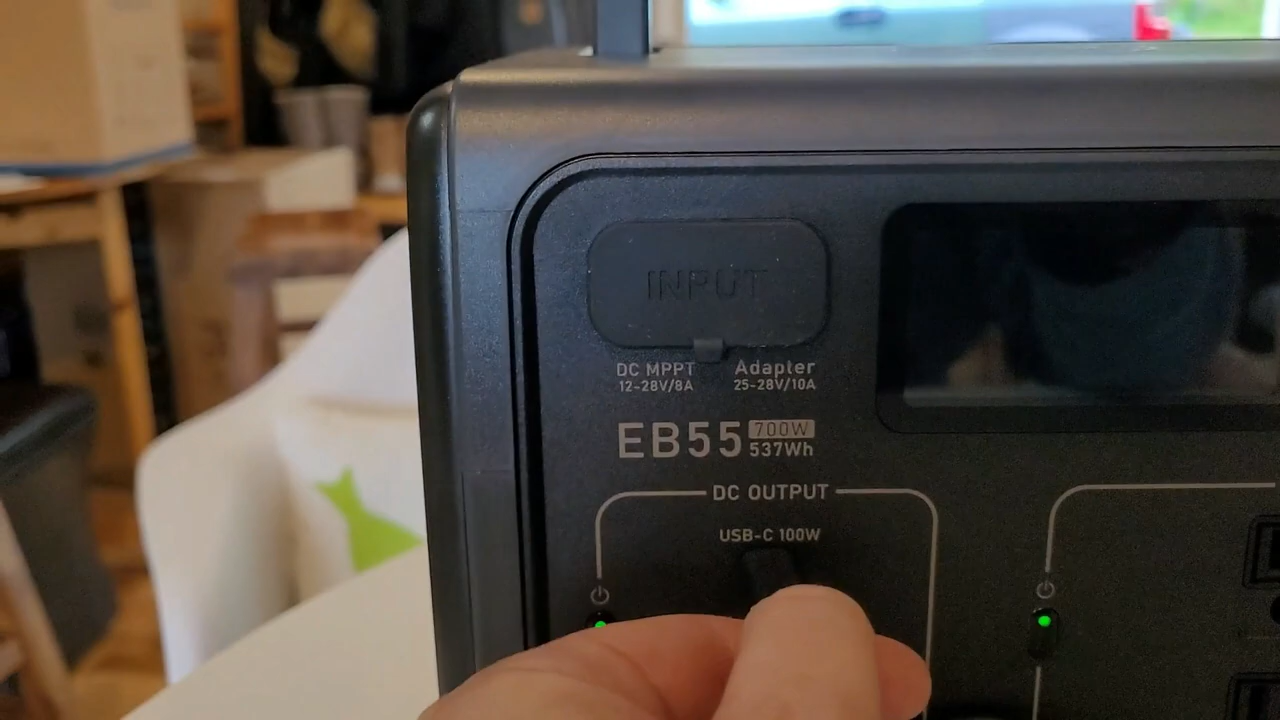 INPUT
DC MPPT Adapter
12-28V/8A 25-28V/10A
EB55 700W
537Wh
DC OUTPUT
USB-C 100W